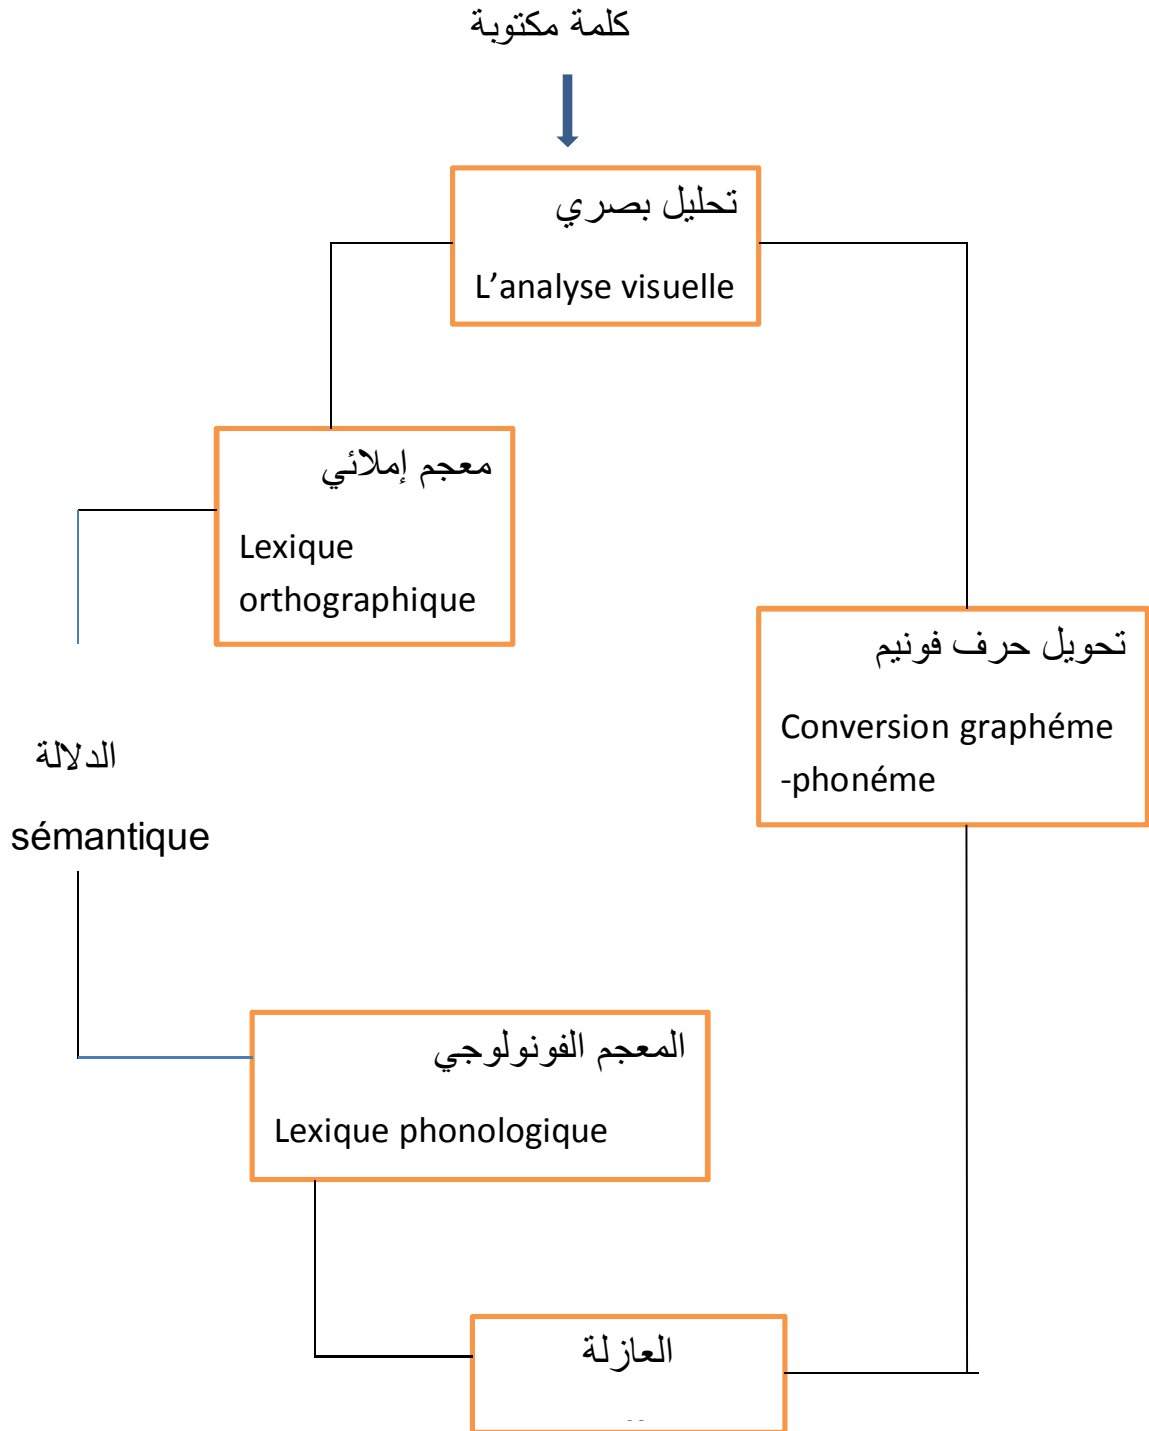 كلمة مكتوبة
تحليل بصري
L’analyse visuelle
معجم إملائي
Lexique
orthographique
تحويل حرف فونيم
Conversion graphéme
-phonéme
الدلالة
sémantique
المعجم الفونولوجي
Lexique phonologique
العازلة